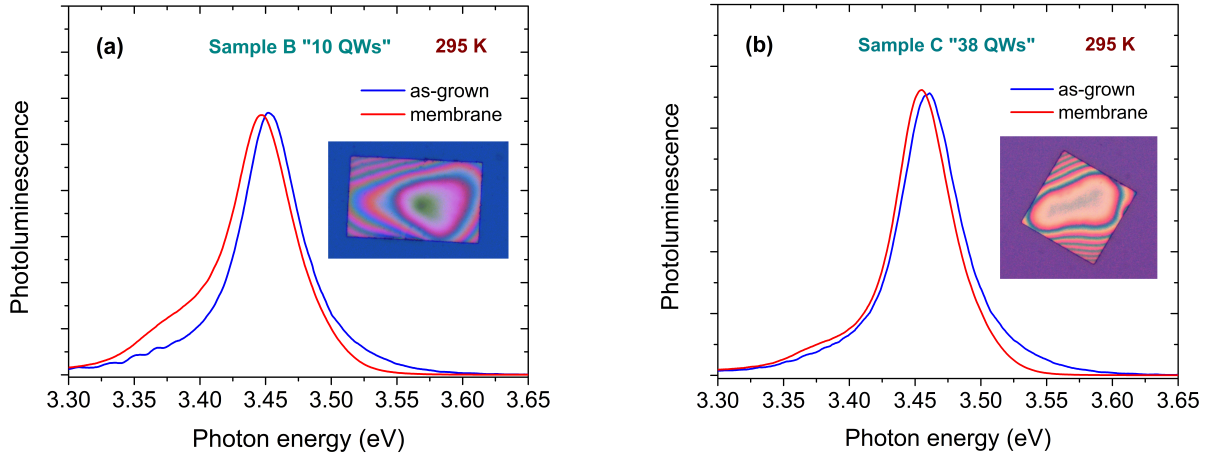 (a)
Sample B "10 QWs" 295 K
as-grown
membrane
Photoluminescence
3.30 3.35 3.40 3.45 3.50 3.55 3.60 3.65
Photon energy (eV)
(b)
Sample C "38 QWs" 295 K
as-grown
membrane
Photoluminescence
3.30 3.35 3.40 3.45 3.50 3.55 3.60 3.65
Photon energy (eV)